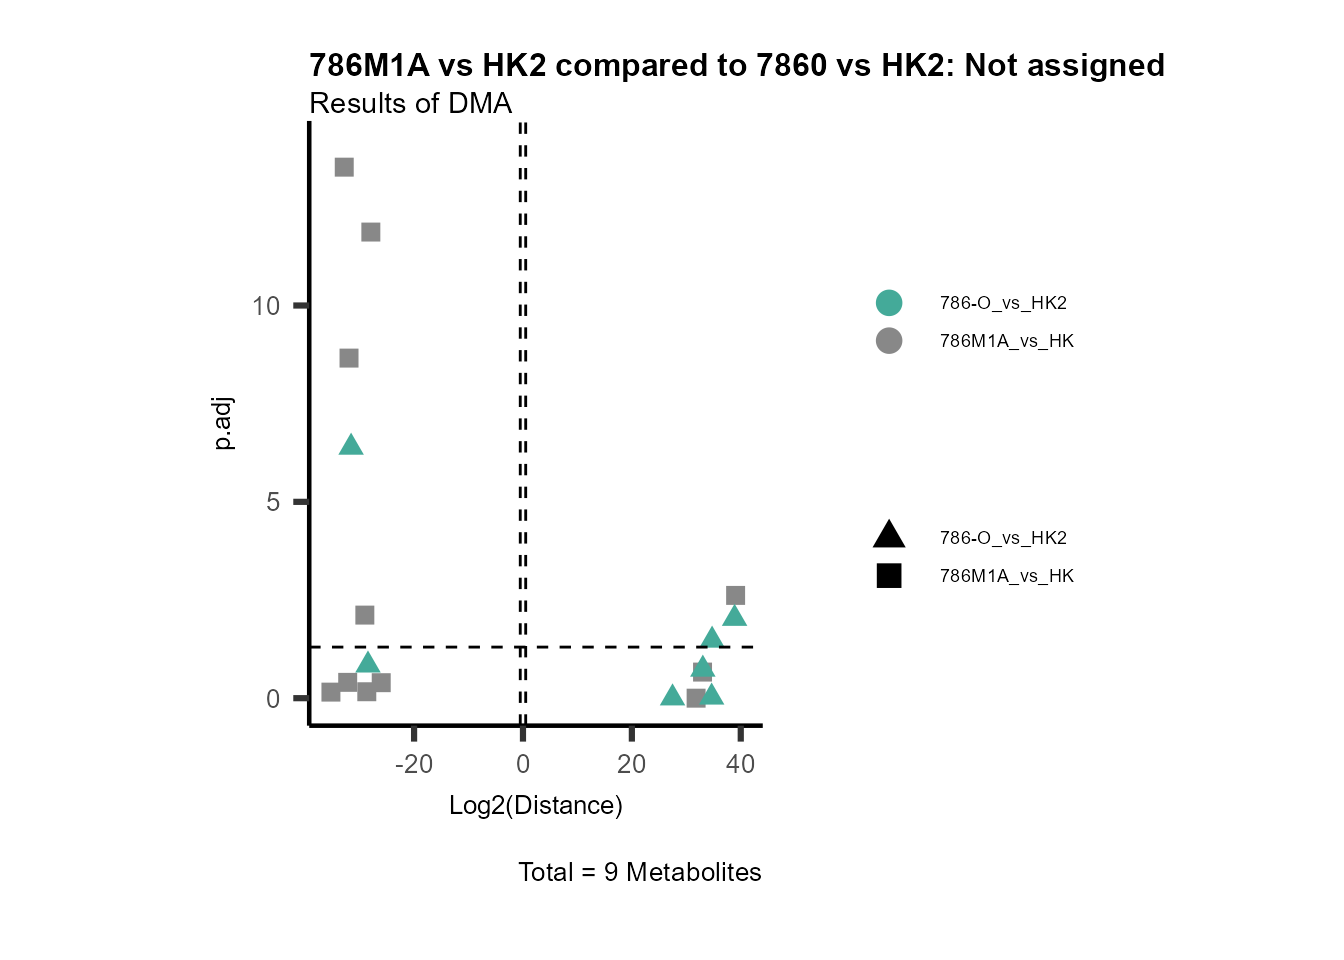 786M1A vs HK2 compared to 7860 vs HK2: Not assigned
Results of DMA
10
5
0
p.adj
-20
0
20
40
Log2(Distance)
Total = 9 Metabolites
786-O_vs_HK2
786M1A_vs_HK
786-O_vs_HK2
786M1A_vs_HK